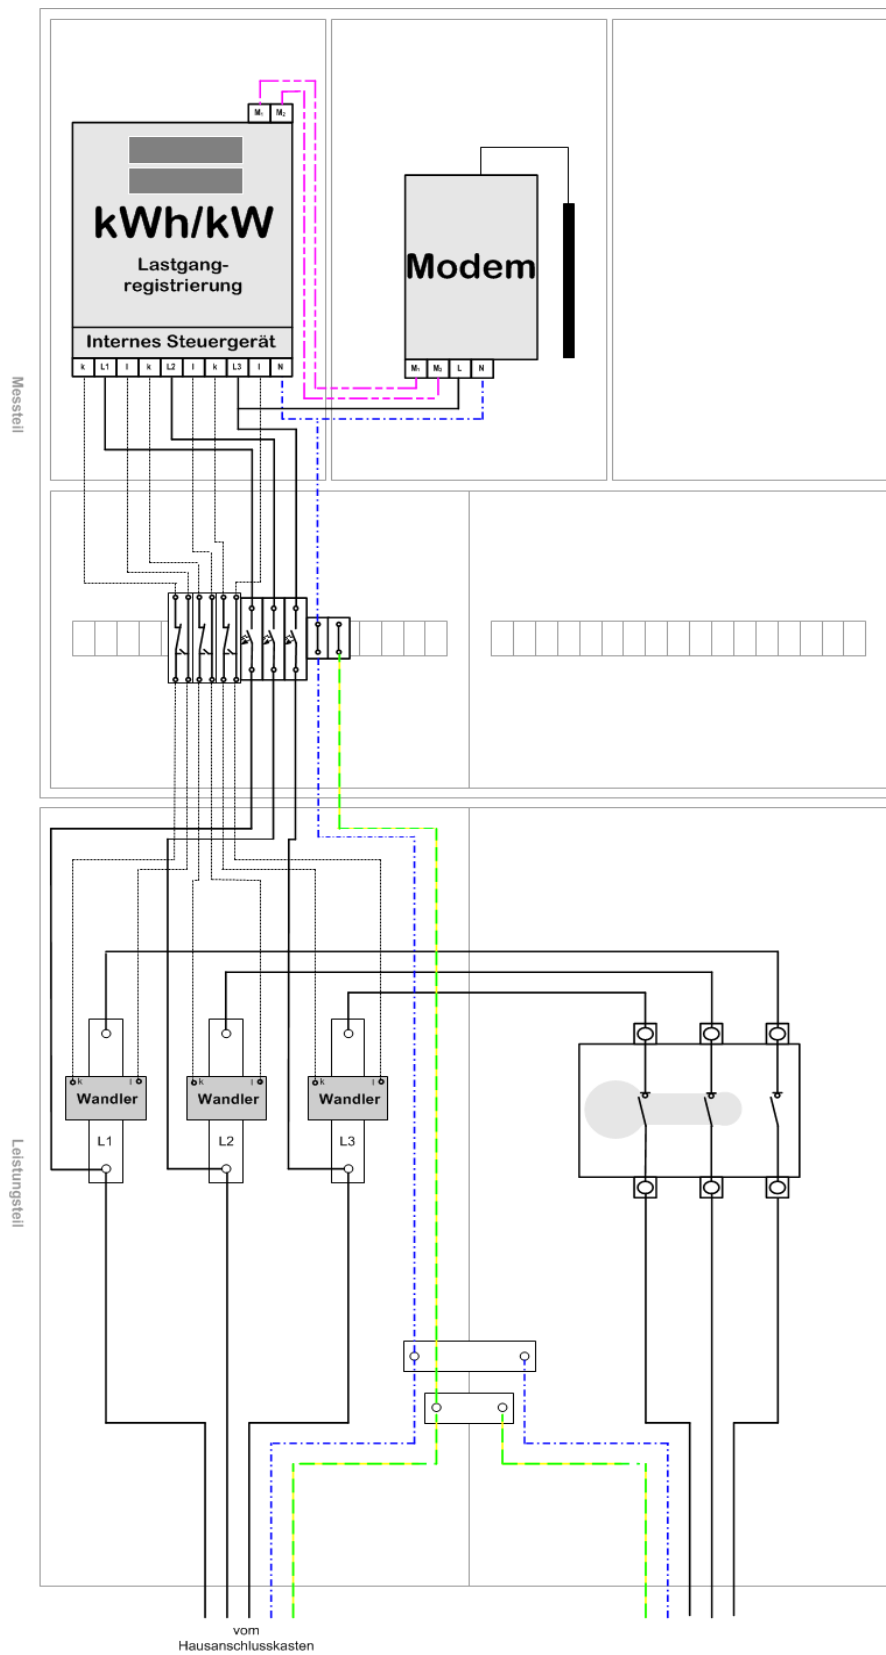 M₁ M₂
kWh/kW
Lastgang-
registrierung
Internes Steuergerät
k L1 l k L2 l k L3 l N
Modem
M₁ M₂ L N
Messteil
k l
Wandler
L1
k l
Wandler
L2
k l
Wandler
L3
Leistungsteil
vom
Hausanschlusskasten